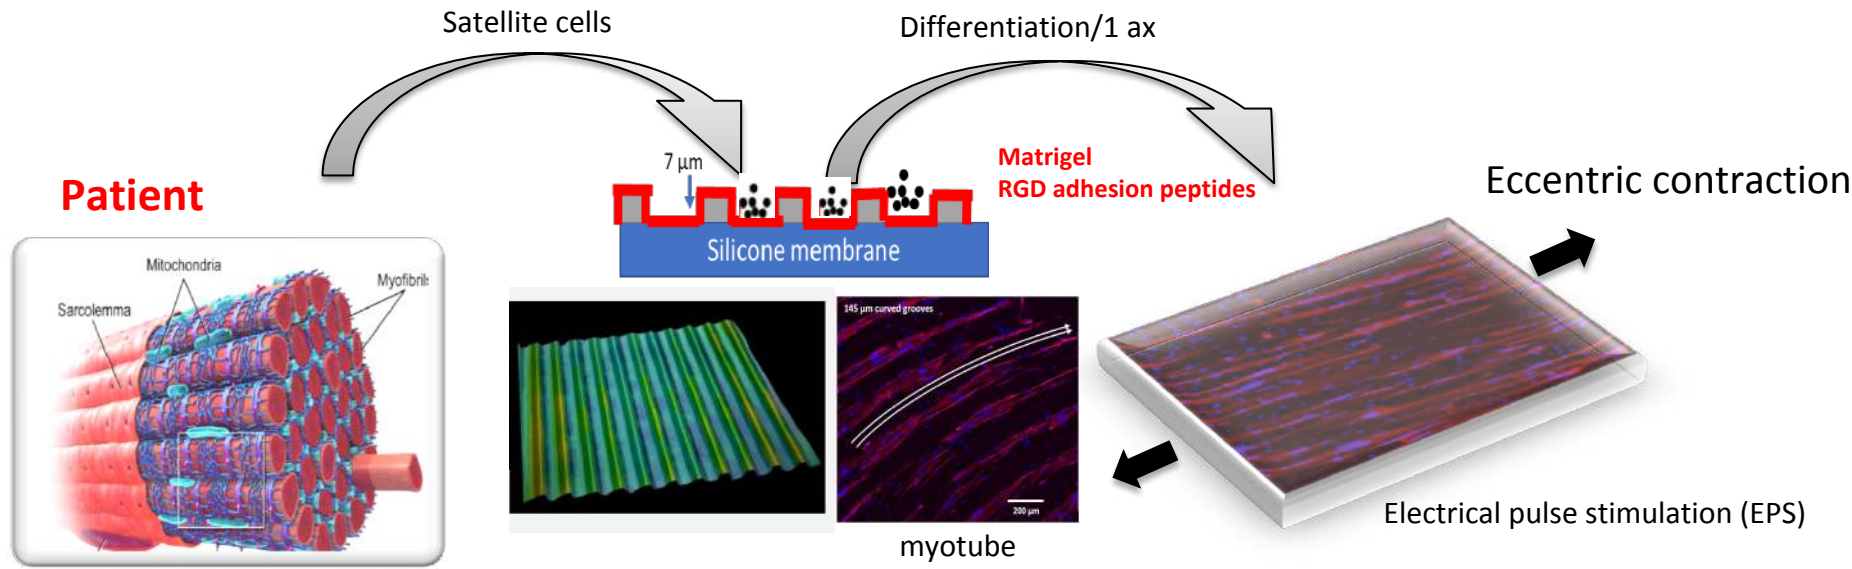 Satellite cells
Differentiation/1 ax
7 µm
Matrigel
RGD adhesion peptides
Patient
Eccentric contraction
Silicone membrane
Mitochondria
Myofibrils
Sarcolemma
145 µm curved grooves
200 µm
Electrical pulse stimulation (EPS)
myotube